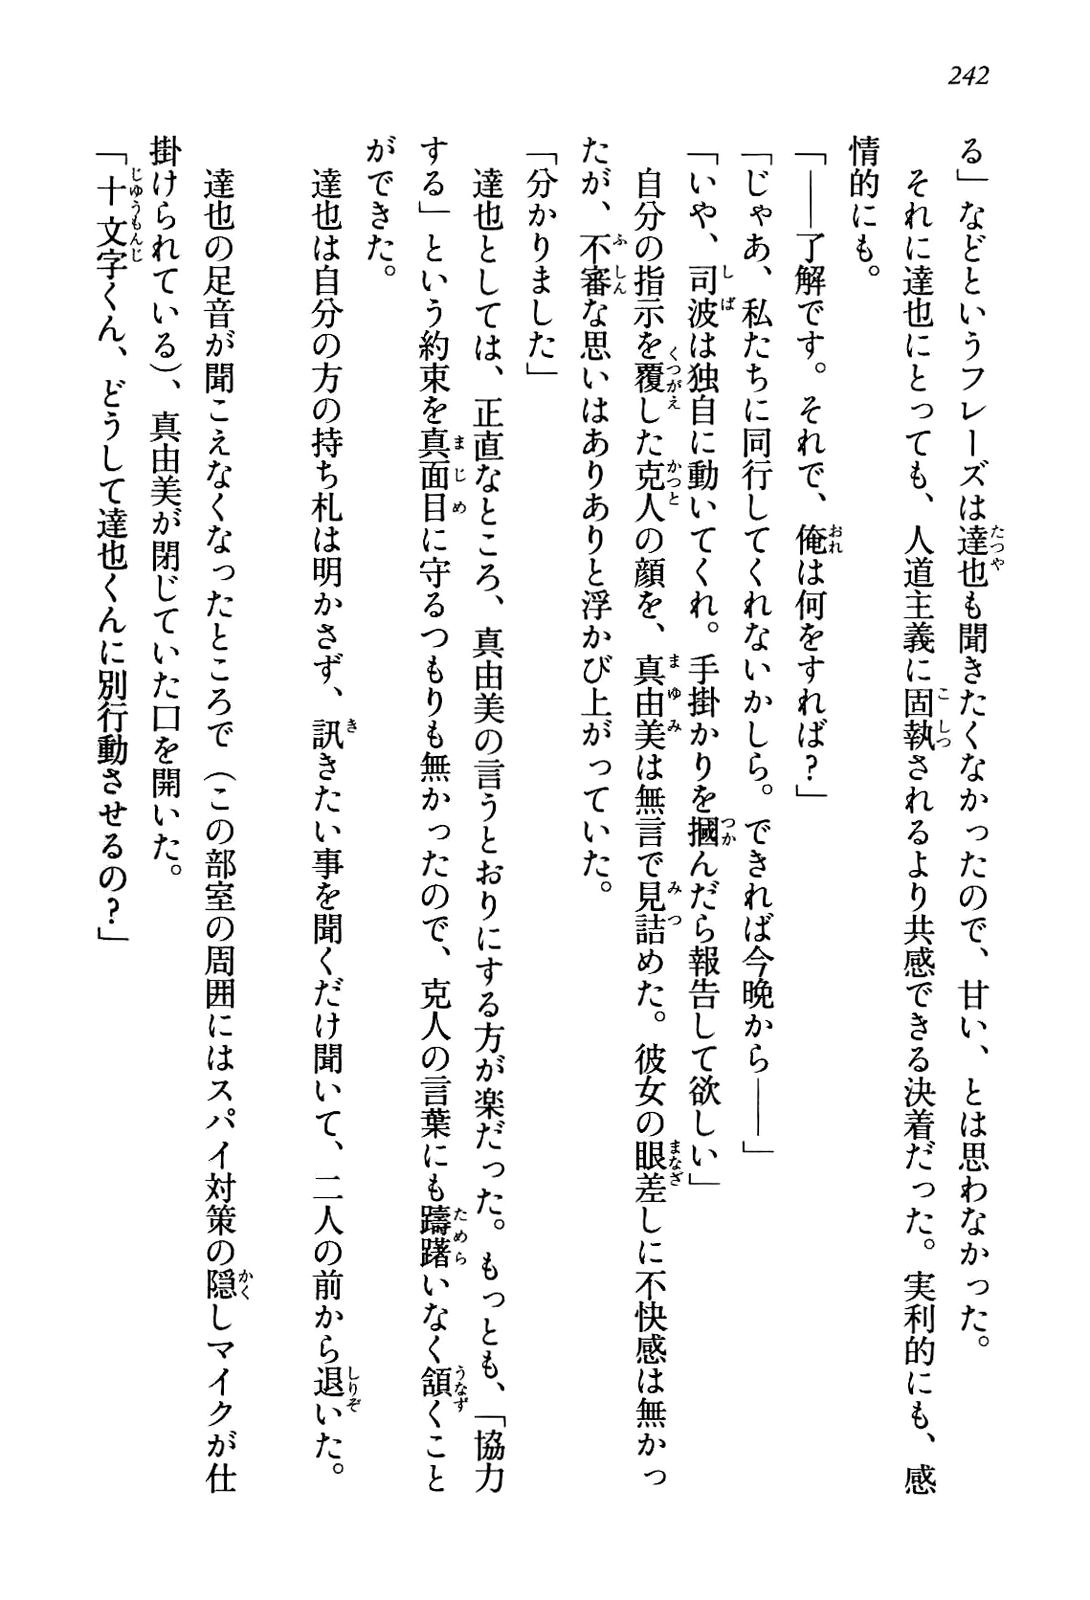 242
る」などというフレーズは達也も聞きたくなかったので、甘い、とは思わなかった。
それに達也にとっても、人道主義に固執されるより共感できる決着だった。実利的にも、感
情的にも。
「――了解です。それで、俺は何をすれば？」
「じゃあ、私たちに同行してくれないかしら。できれば今晩から――」
「いや、司波は独自に動いてくれ。手掛かりを摑んだら報告して欲しい」
自分の指示を覆した克人の顔を、真由美は無言で見詰めた。彼女の眼差しに不快感は無かっ
たが、不審な思いはありありと浮かび上がっていた。
「分かりました」
達也としては、正直なところ、真由美の言うとおりにする方が楽だった。もっとも、「協力
する」という約束を真面目に守るつもりも無かったので、克人の言葉にも躊躇いなく頷くこと
ができた。
達也は自分の方の持ち札は明かさず、訊きたい事を聞くだけ聞いて、二人の前から退いた。
達也の足音が聞こえなくなったところで（この部室の周囲にはスパイ対策の隠しマイクが仕
掛けられている）、真由美が閉じていた口を開いた。
「十文字くん、どうして達也くんに別行動させるの？」